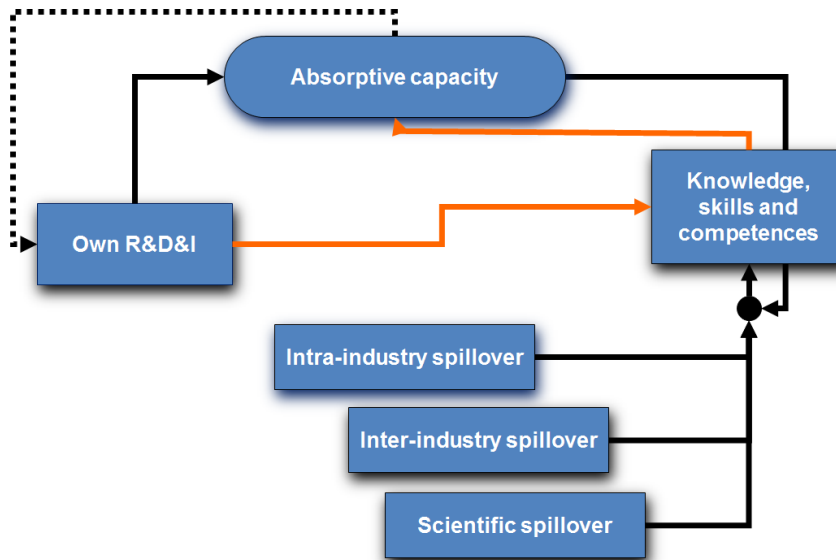 Absorptive capacity
Knowledge,
skills and
competences
Own R&D&I
Intra-industry spillover
Inter-industry spillover
Scientific spillover